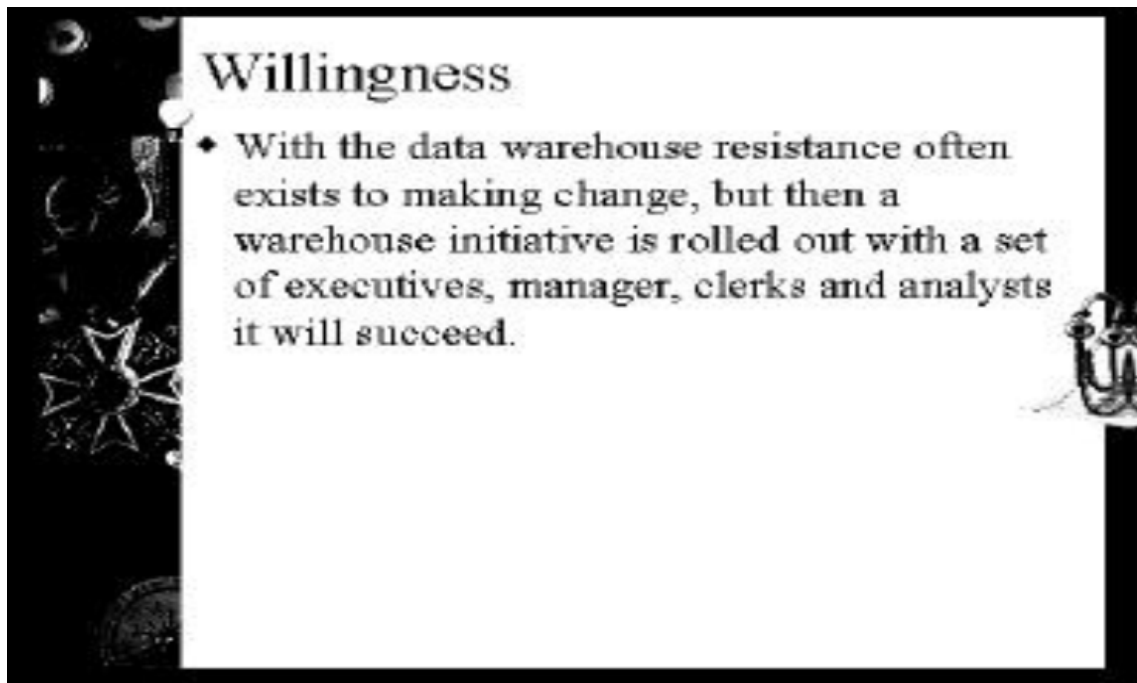 Willingness
With the data warehouse resistance often
exists to making change, but then a
warehouse initiative is rolled out with a set
of executives, manager, clerks and analysts
it will succeed.